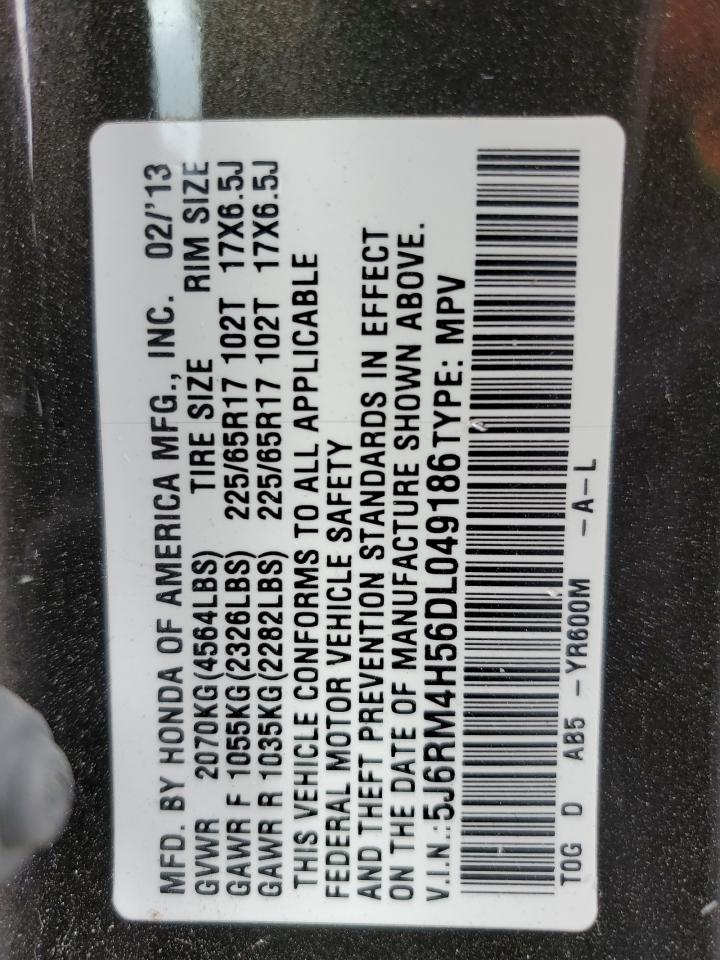 MFD. BY HONDA OF AMERICA MFG., INC. 02/'13
GVWR 2070KG(4564LBS) TIRE SIZE RIM SIZE
GAWR F 1055KG(2326LBS) 225/65R17 102T 17X6.5J
GAWR R 1035KG(2282LBS) 225/65R17 102T 17X6.5J
THIS VEHICLE CONFORMS TO ALL APPLICABLE
FEDERAL MOTOR VEHICLE SAFETY
AND THEFT PREVENTION STANDARDS IN EFFECT
ON THE DATE OF MANUFACTURE SHOWN ABOVE.
V.I.N.:5J6RM4H56DL049186TYPE: MPV
TOG D AB5 -YR600M -A-L